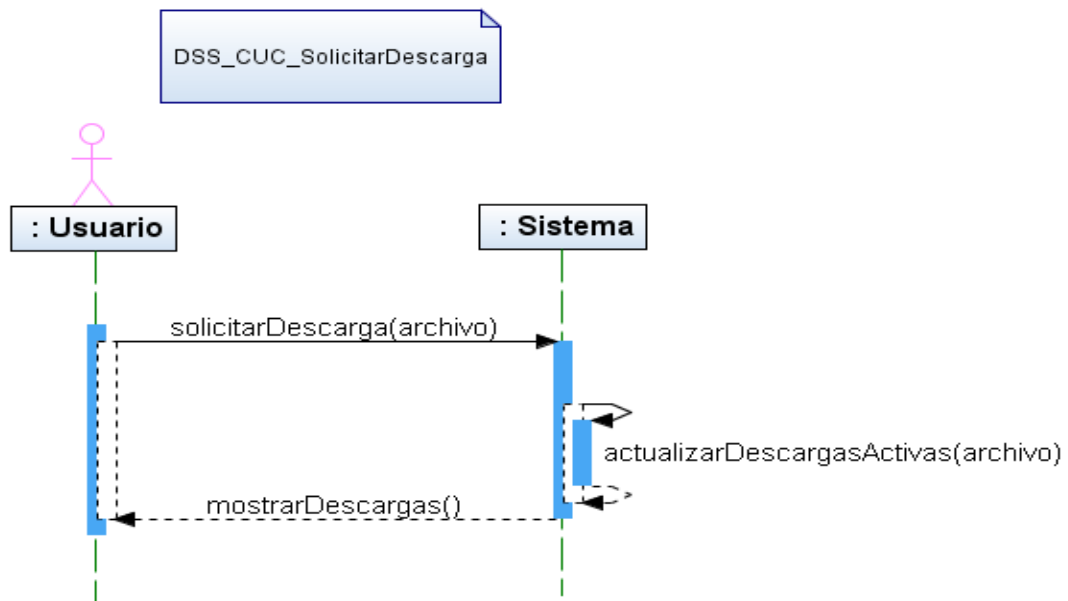 DSS_CUC_SolicitarDescarga
: Usuario
: Sistema
solicitarDescarga(archivo)
actualizarDescargasActivas(archivo)
mostrarDescargas()